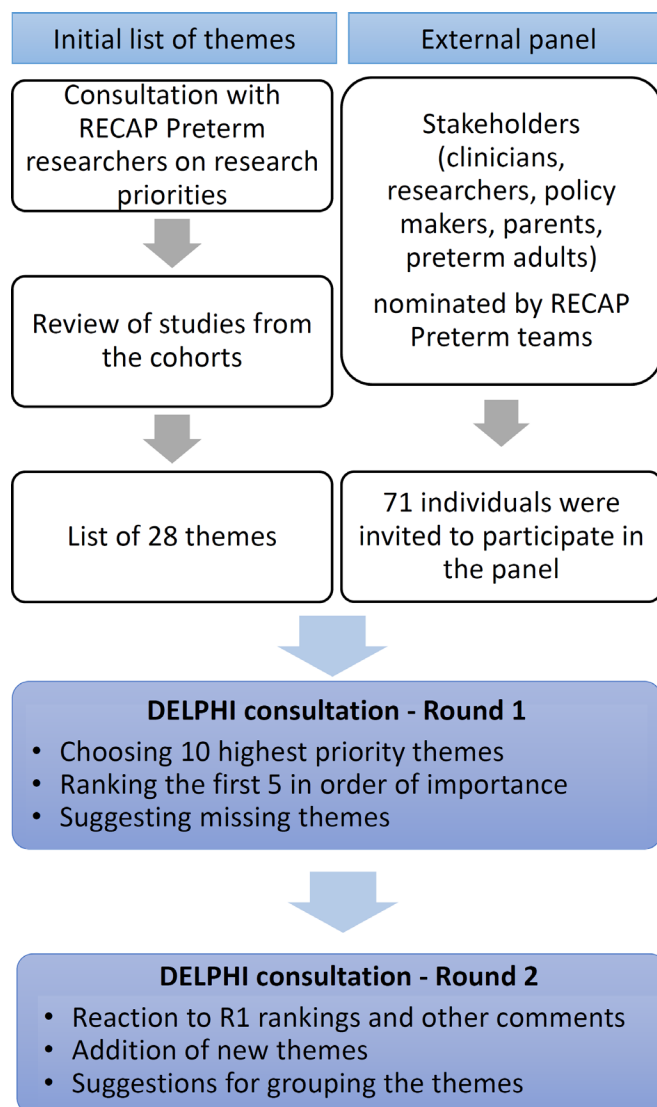 Initial list of themes
External panel
Consultation with
RECAP Preterm
researchers on research
priorities
Stakeholders
(clinicians,
researchers, policy
makers, parents,
preterm adults)
nominated by RECAP
Preterm teams
Review of studies from
the cohorts
List of 28 themes
71 individuals were
invited to participate in
the panel
DELPHI consultation - Round 1
• Choosing 10 highest priority themes
• Ranking the first 5 in order of importance
• Suggesting missing themes
DELPHI consultation - Round 2
• Reaction to R1 rankings and other comments
• Addition of new themes
• Suggestions for grouping the themes